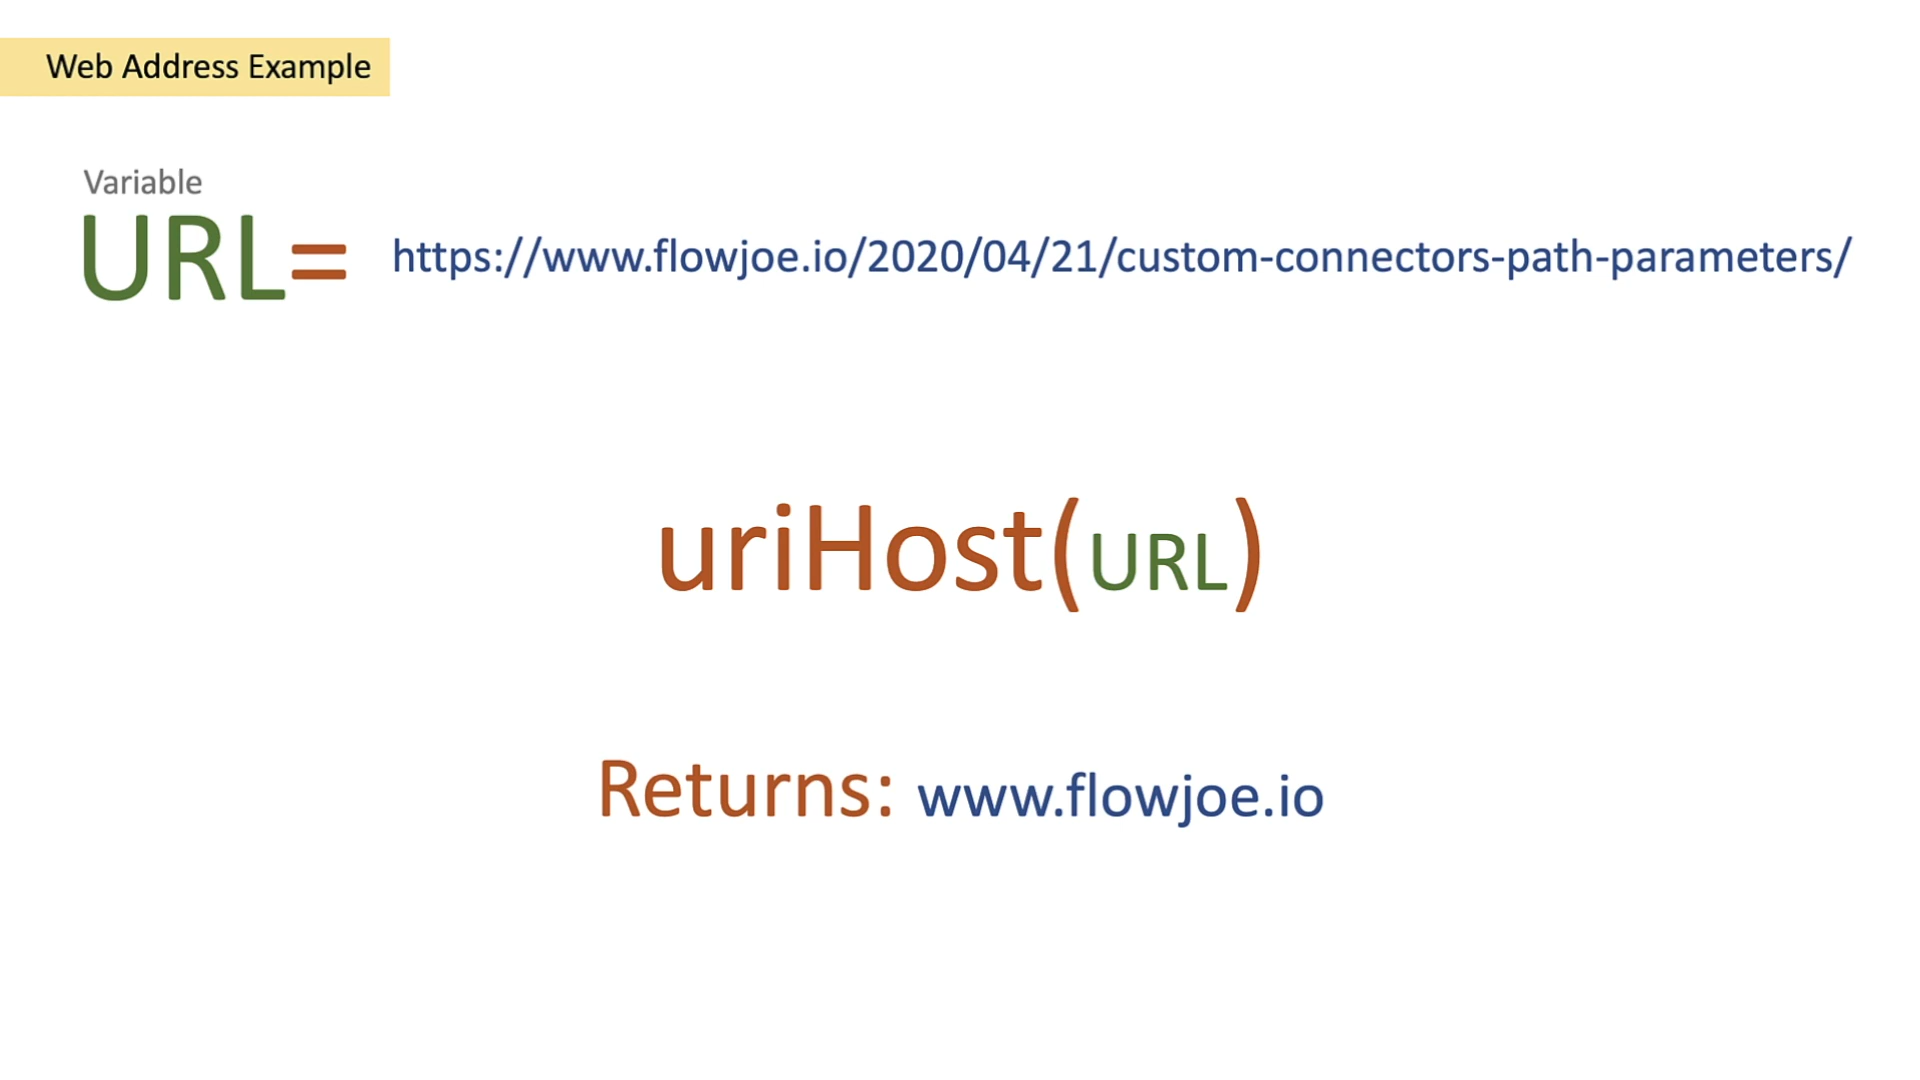 Web Address Example
Variable
URL= https://www.flowjoe.io/2020/04/21/custom-connectors-path-parameters/
uriHost(URL)
Returns: www.flowjoe.io